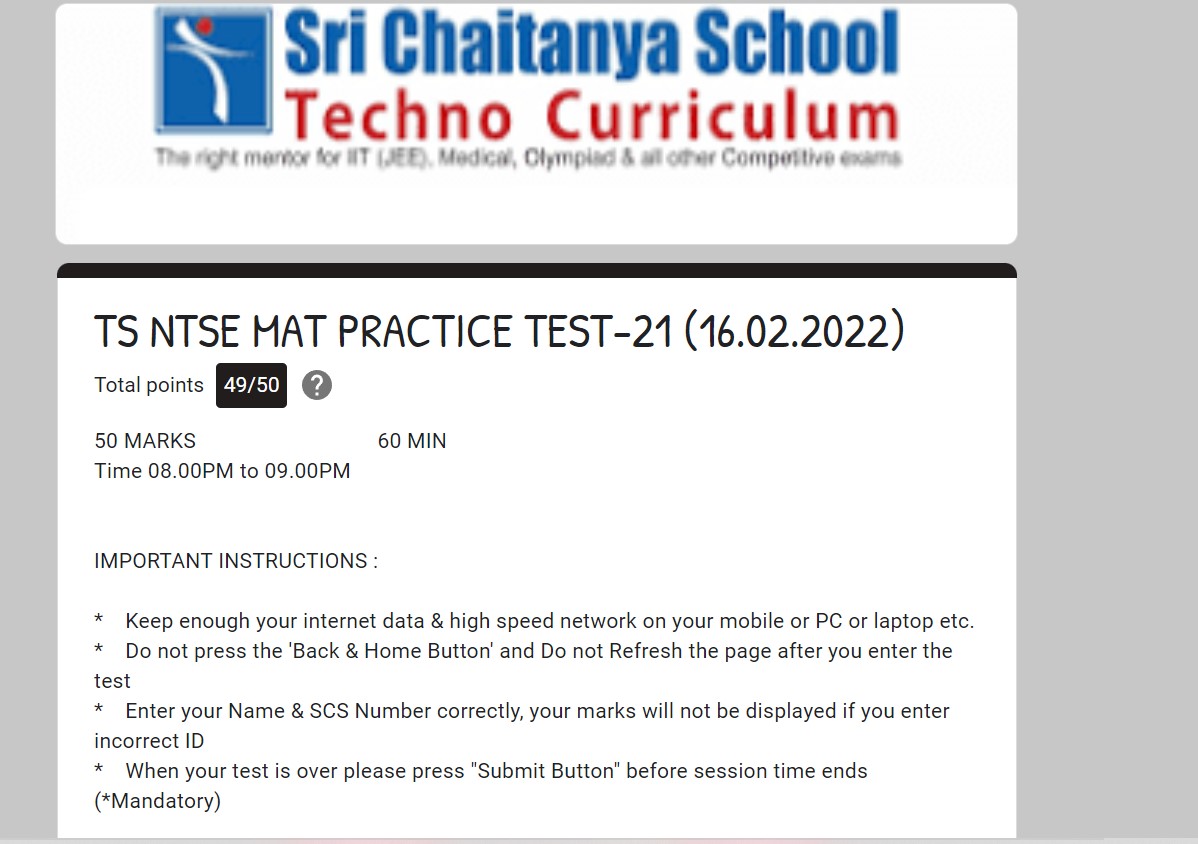 Sri Chaitanya School
Techno Curriculum
The right mentor for IIT (JEE), Medical, Olympiad & all other Competitive exams
TS NTSE MAT PRACTICE TEST-21 (16.02.2022)
Total points 49/50 ?
50 MARKS 60 MIN
Time 08.00PM to 09.00PM
IMPORTANT INSTRUCTIONS :
* Keep enough your internet data & high speed network on your mobile or PC or laptop etc.
* Do not press the 'Back & Home Button' and Do not Refresh the page after you enter the
test
* Enter your Name & SCS Number correctly, your marks will not be displayed if you enter
incorrect ID
* When your test is over please press "Submit Button" before session time ends
(*Mandatory)